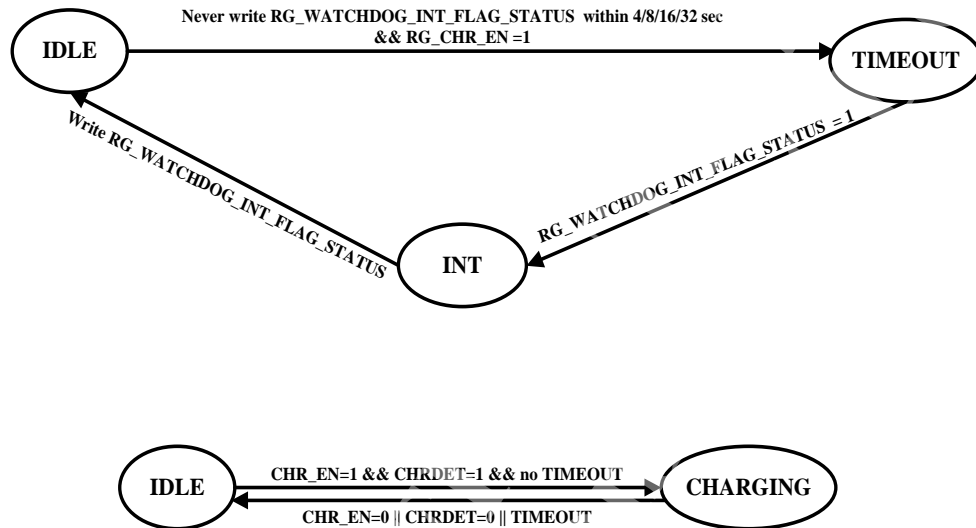 Never write RG_WATCHDOG_INT_FLAG_STATUS within 4/8/16/32 sec
&& RG_CHR_EN =1
IDLE
TIMEOUT
Write RG_WATCHDOG_INT_FLAG_STATUS
RG_WATCHDOG_INT_FLAG_STATUS = 1
INT
CHR_EN=1 && CHRDET=1 && no TIMEOUT
IDLE
CHARGING
CHR_EN=0 || CHRDET=0 || TIMEOUT